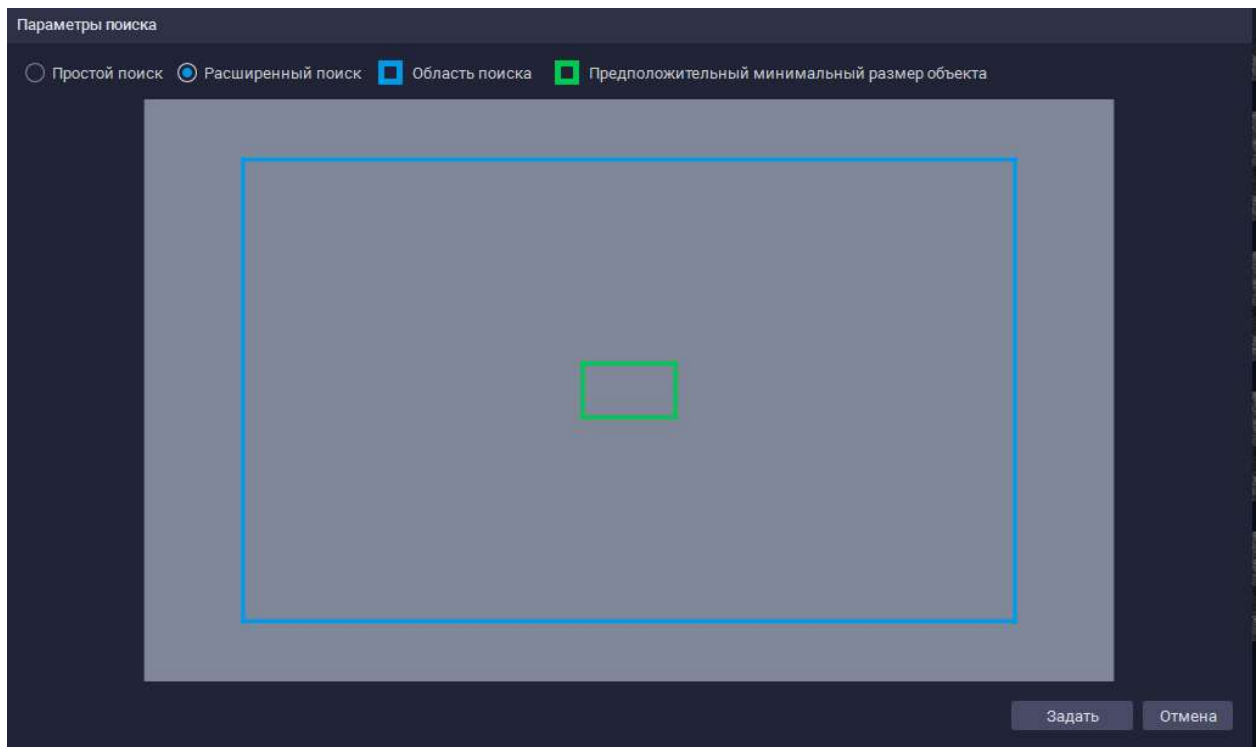 Параметры поиска
Простой поиск Расширенный поиск Область поиска Предположительный минимальный размер объекта
Задать Отмена